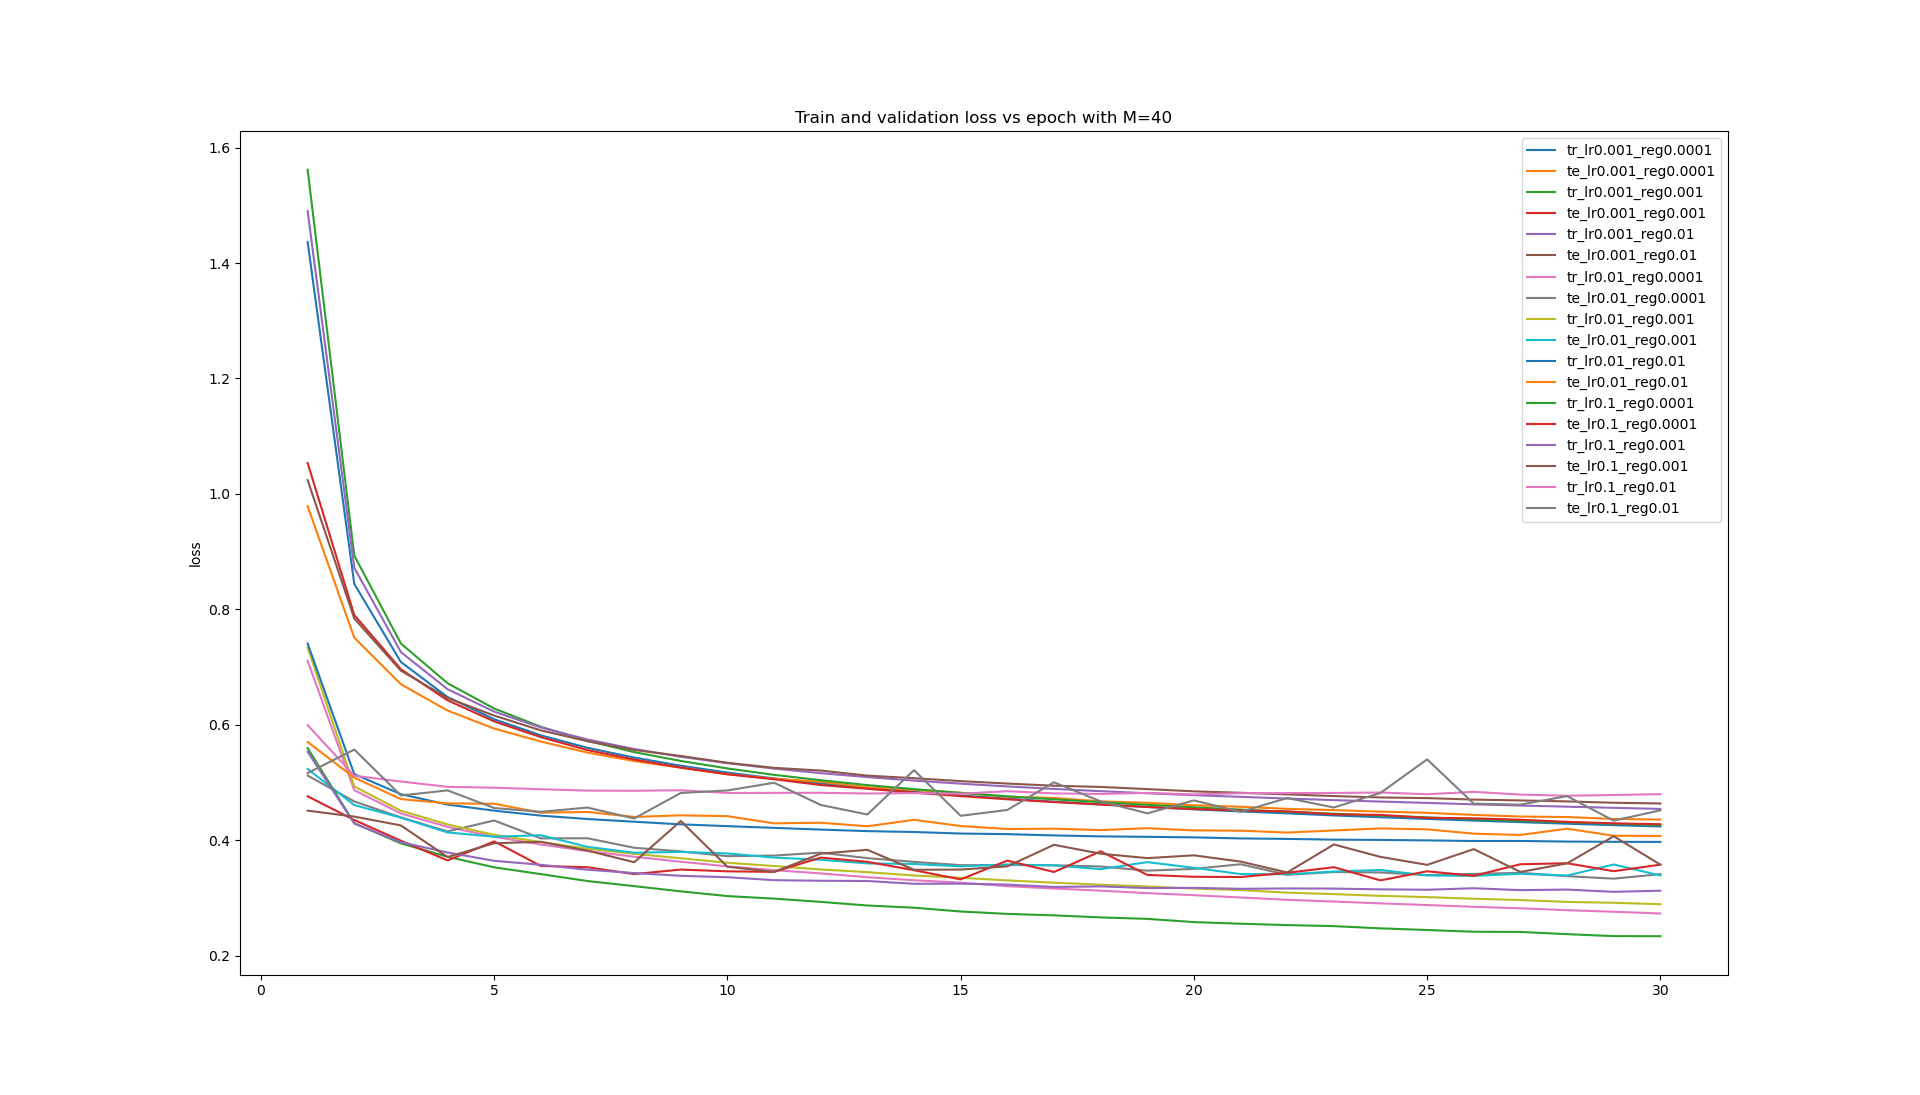 Train and validation loss vs epoch with M=40
1.6
1.4
1.2
1.0
0.8
0.6
0.4
0.2
loss
0
5
10
15
20
25
30
tr_lr0.001_reg0.0001
te_lr0.001_reg0.0001
tr_lr0.001_reg0.001
te_lr0.001_reg0.001
tr_lr0.001_reg0.01
te_lr0.001_reg0.01
tr_lr0.01_reg0.0001
te_lr0.01_reg0.0001
tr_lr0.01_reg0.001
te_lr0.01_reg0.001
tr_lr0.01_reg0.01
te_lr0.01_reg0.01
tr_lr0.1_reg0.0001
te_lr0.1_reg0.0001
tr_lr0.1_reg0.001
te_lr0.1_reg0.001
tr_lr0.1_reg0.01
te_lr0.1_reg0.01